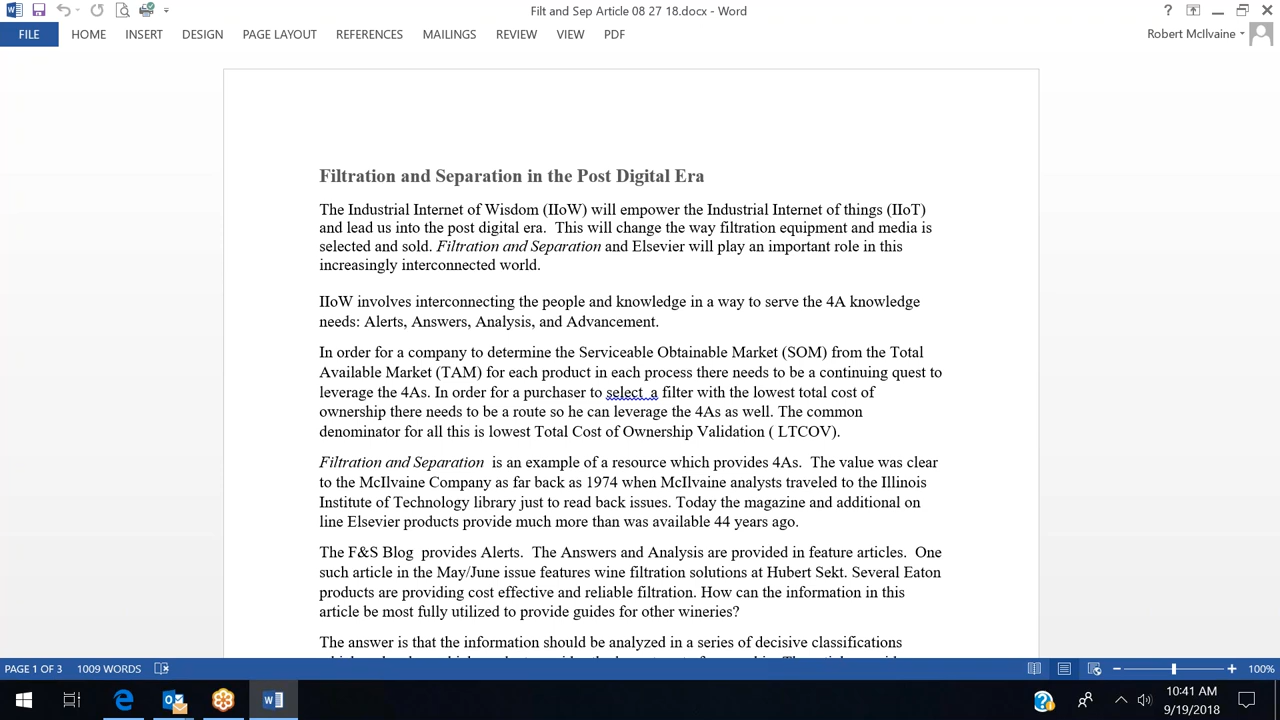 Filt and Sep Article 08 27 18.docx - Word
?
FILE HOME INSERT DESIGN PAGE LAYOUT REFERENCES MAILINGS REVIEW VIEW PDF
Robert McIlvaine
Filtration and Separation in the Post Digital Era
The Industrial Internet of Wisdom (IIoW) will empower the Industrial Internet of things (IIoT)
and lead us into the post digital era.  This will change the way filtration equipment and media is
selected and sold. Filtration and Separation and Elsevier will play an important role in this
increasingly interconnected world.
IIoW involves interconnecting the people and knowledge in a way to serve the 4A knowledge
needs: Alerts, Answers, Analysis, and Advancement.
In order for a company to determine the Serviceable Obtainable Market (SOM) from the Total
Available Market (TAM) for each product in each process there needs to be a continuing quest to
leverage the 4As. In order for a purchaser to select  a filter with the lowest total cost of
ownership there needs to be a route so he can leverage the 4As as well. The common
denominator for all this is lowest Total Cost of Ownership Validation ( LTCOV).
Filtration and Separation  is an example of a resource which provides 4As.  The value was clear
to the McIlvaine Company as far back as 1974 when McIlvaine analysts traveled to the Illinois
Institute of Technology library just to read back issues. Today the magazine and additional on
line Elsevier products provide much more than was available 44 years ago.
The F&S Blog  provides Alerts.  The Answers and Analysis are provided in feature articles.  One
such article in the May/June issue features wine filtration solutions at Hubert Sekt. Several Eaton
products are providing cost effective and reliable filtration. How can the information in this
article be most fully utilized to provide guides for other wineries?
The answer is that the information should be analyzed in a series of decisive classifications
PAGE 1 OF 3 1009 WORDS
100%
10:41 AM
9/19/2018